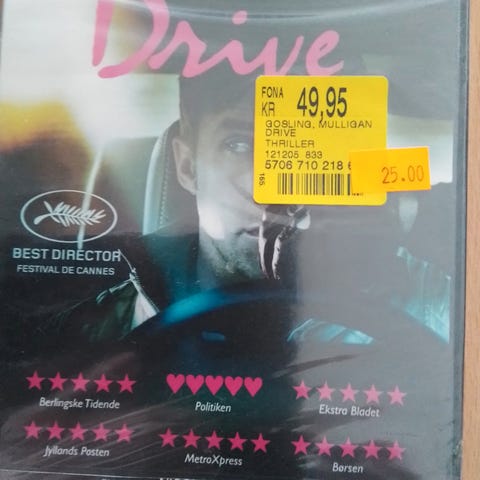 Drive
FONA
KR 49,95
GOSLING, MULLIGAN
DRIVE
THRILLER
121205 833
5706 710 218
165
25.00
BEST DIRECTOR
FESTIVAL DE CANNES
Berlingske Tidende
Politiken
Ekstra Bladet
Jyllands Posten
MetroXpress
Børsen